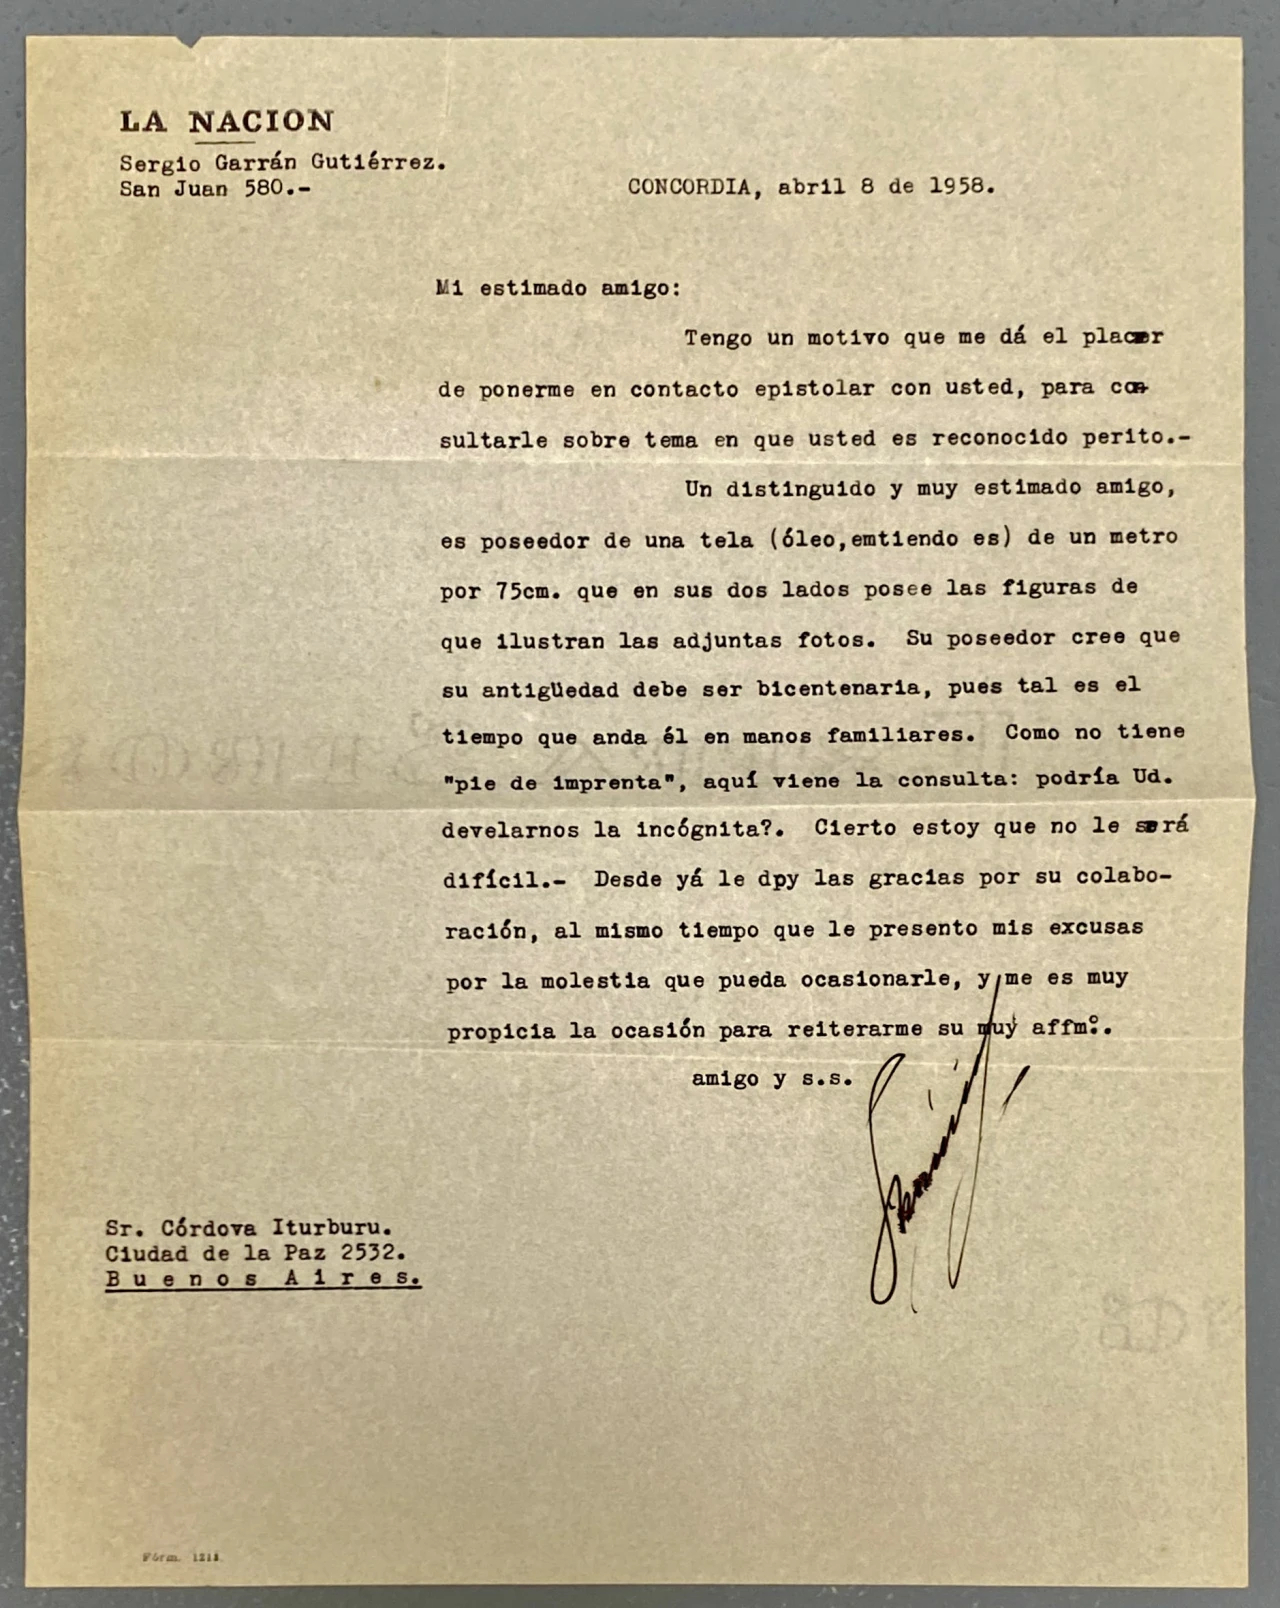 LA NACION
Sergio Garrán Gutiérrez.
San Juan 580.-
CONCORDIA, abril 8 de 1958.
Mi estimado amigo:
Tengo un motivo que me dá el placer
de ponerme en contacto epistolar con usted, para con-
sultarle sobre tema en que usted es reconocido perito.-
Un distinguido y muy estimado amigo,
es poseedor de una tela (óleo,emtiendo es) de un metro
por 75cm. que en sus dos lados posee las figuras de
que ilustran las adjuntas fotos. Su poseedor cree que
su antigüedad debe ser bicentenaria, pues tal es el
tiempo que anda él en manos familiares. Como no tiene
"pie de imprenta", aquí viene la consulta: podría Ud.
develarnos la incógnita?. Cierto estoy que no le será
difícil.- Desde yá le dpy las gracias por su colabo-
ración, al mismo tiempo que le presento mis excusas
por la molestia que pueda ocasionarle, y me es muy
propicia la ocasión para reiterarme su muy affmº.
amigo y s.s.
Sr. Córdova Iturburu.
Ciudad de la Paz 2532.
Buenos Aires.
Fórm. 1214